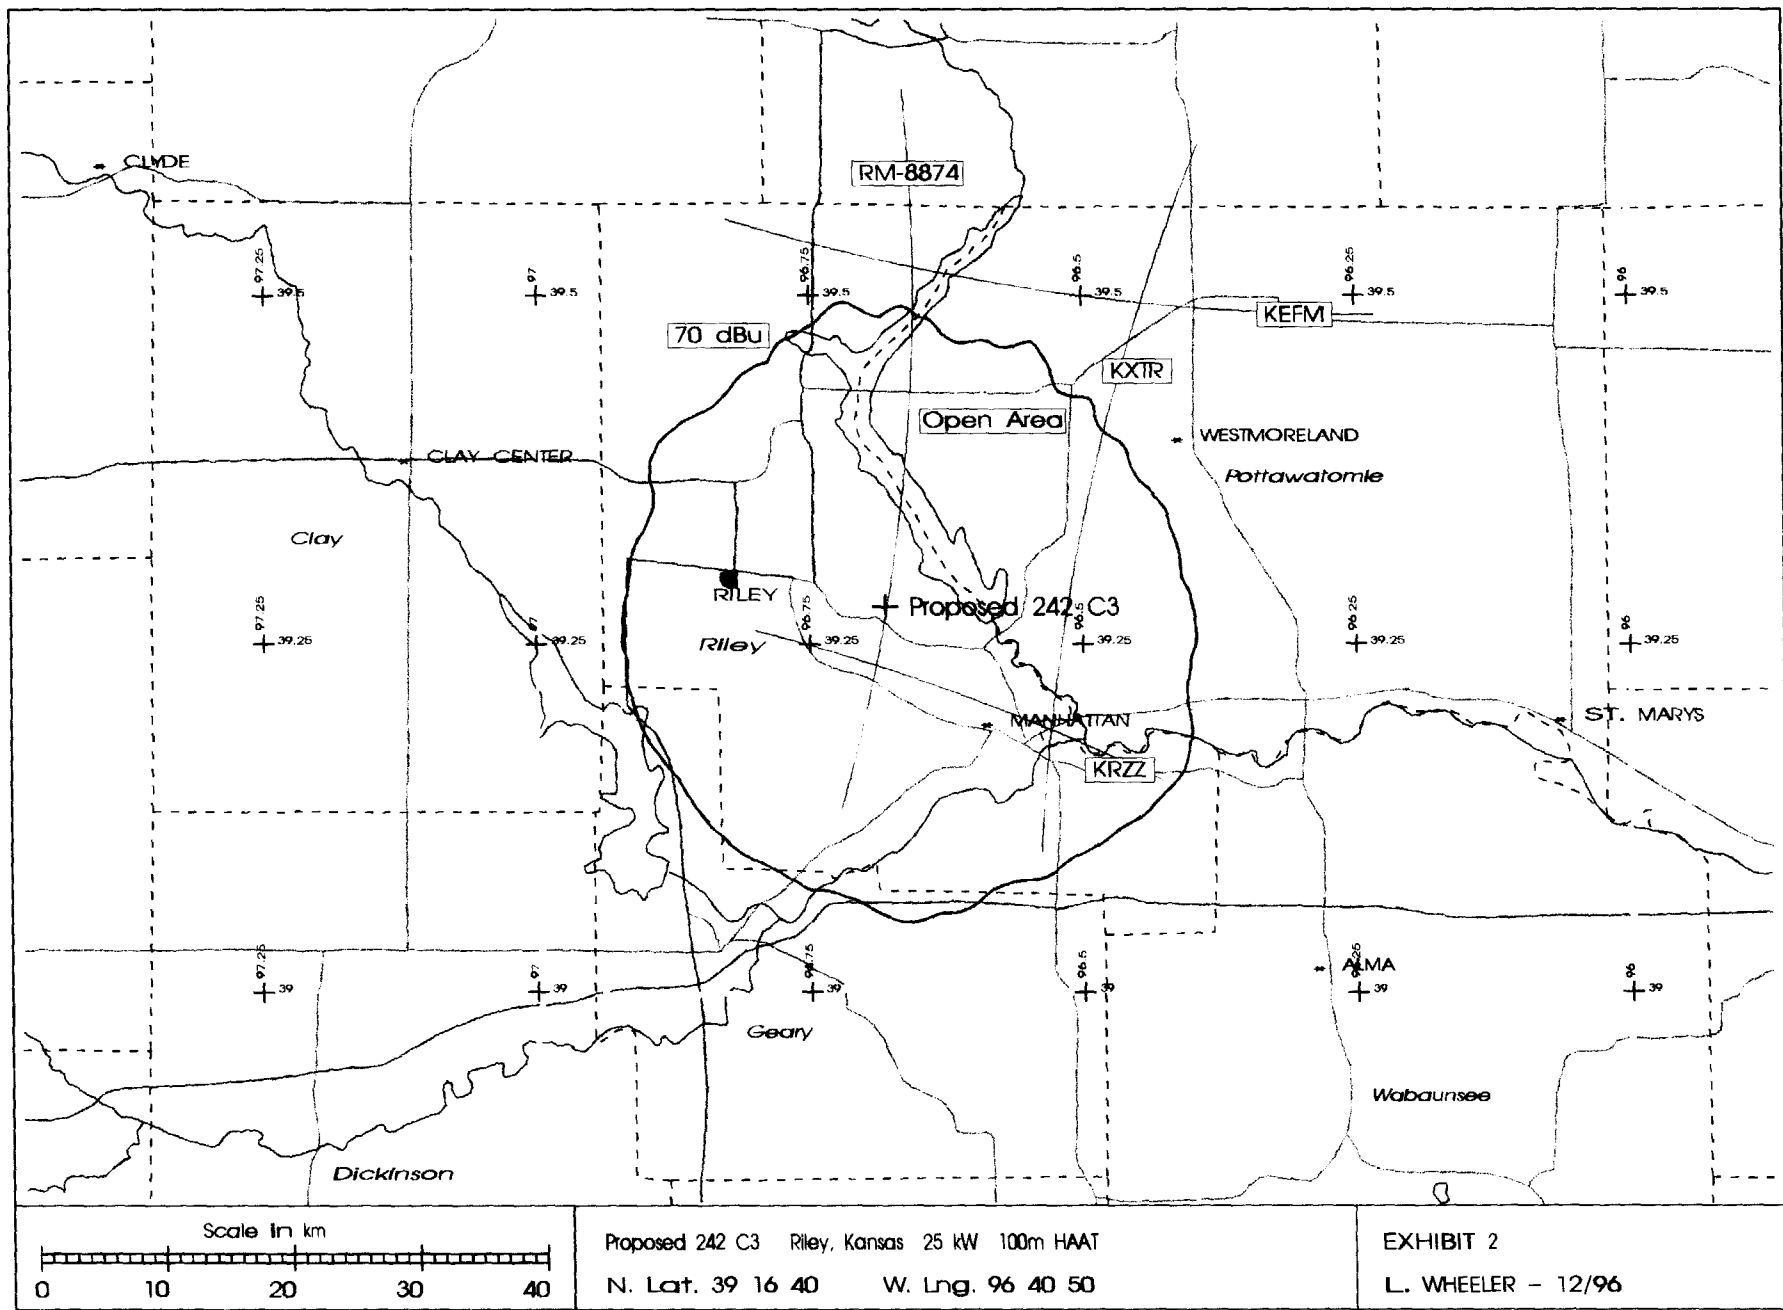 CLYDE
RM-8874
97.25
39.5
97
39.5
96.75
39.5
96.5
39.5
96.25
39.5
96
39.5
KEFM
70 dBu
KXTR
Open Area
WESTMORELAND
CLAY CENTER
Pottawatomie
Clay
RILEY
Proposed 242 C3
97.25
39.25
97
39.25
Riley
96.75
39.25
96.5
39.25
96.25
39.25
96
39.25
MANHATTAN
ST. MARYS
KRZZ
97.25
39
97
39
96.75
39
96.5
39
ALMA
96.25
39
96
39
Geary
Wabaunsee
Dickinson
Scale in km
0 10 20 30 40
Proposed 242 C3 Riley, Kansas 25 kW 100m HAAT
N. Lat. 39 16 40 W. Lng. 96 40 50
EXHIBIT 2
L. WHEELER - 12/96